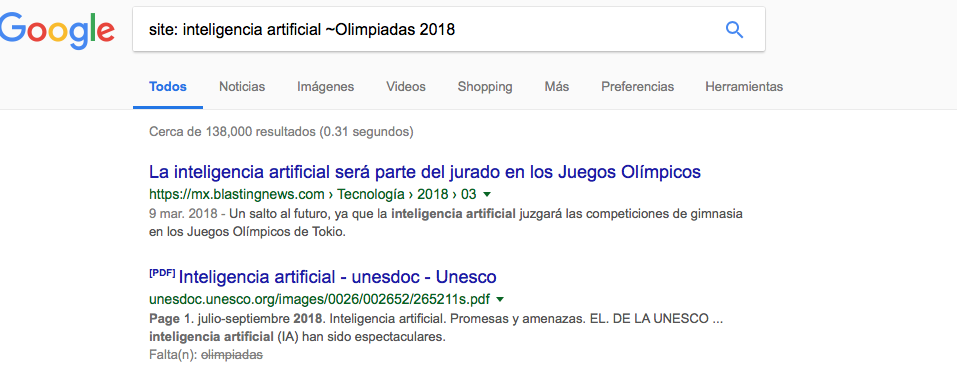 Google
site: inteligencia artificial ~Olimpiadas 2018
Todos Noticias Imágenes Videos Shopping Más Preferencias Herramientas
Cerca de 138,000 resultados (0.31 segundos)
La inteligencia artificial será parte del jurado en los Juegos Olímpicos
https://mx.blastingnews.com › Tecnología › 2018 › 03
9 mar. 2018 - Un salto al futuro, ya que la inteligencia artificial juzgará las competiciones de gimnasia
en los Juegos Olímpicos de Tokio.
[PDF] Inteligencia artificial - unesdoc - Unesco
unesdoc.unesco.org/images/0026/002652/265211s.pdf
Page 1. julio-septiembre 2018. Inteligencia artificial. Promesas y amenazas. EL. DE LA UNESCO ...
inteligencia artificial (IA) han sido espectaculares.
Falta(n): olimpiadas